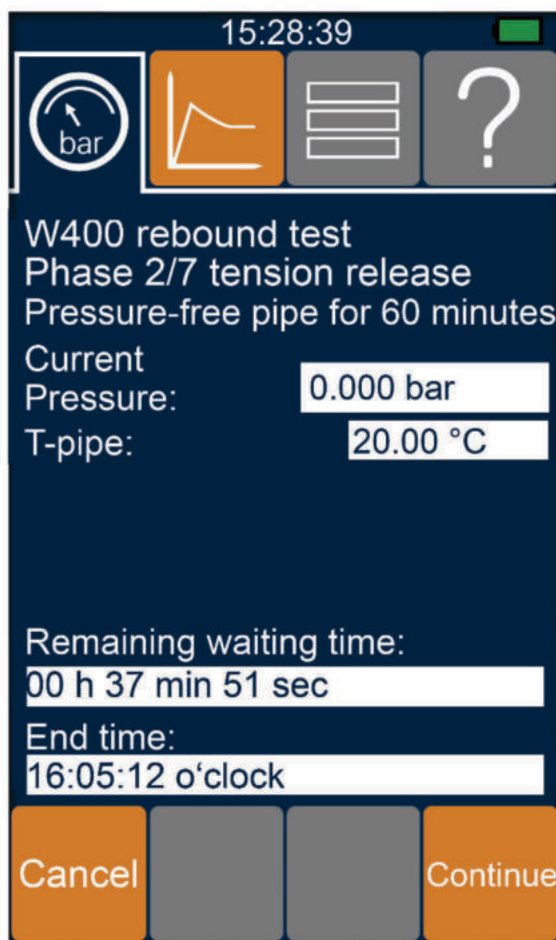 15:28:39
bar
?
W400 rebound test
Phase 2/7 tension release
Pressure-free pipe for 60 minutes
Current
Pressure:
0.000 bar
T-pipe:
20.00 °C
Remaining waiting time:
00 h 37 min 51 sec
End time:
16:05:12 o‘clock
Cancel
Continue